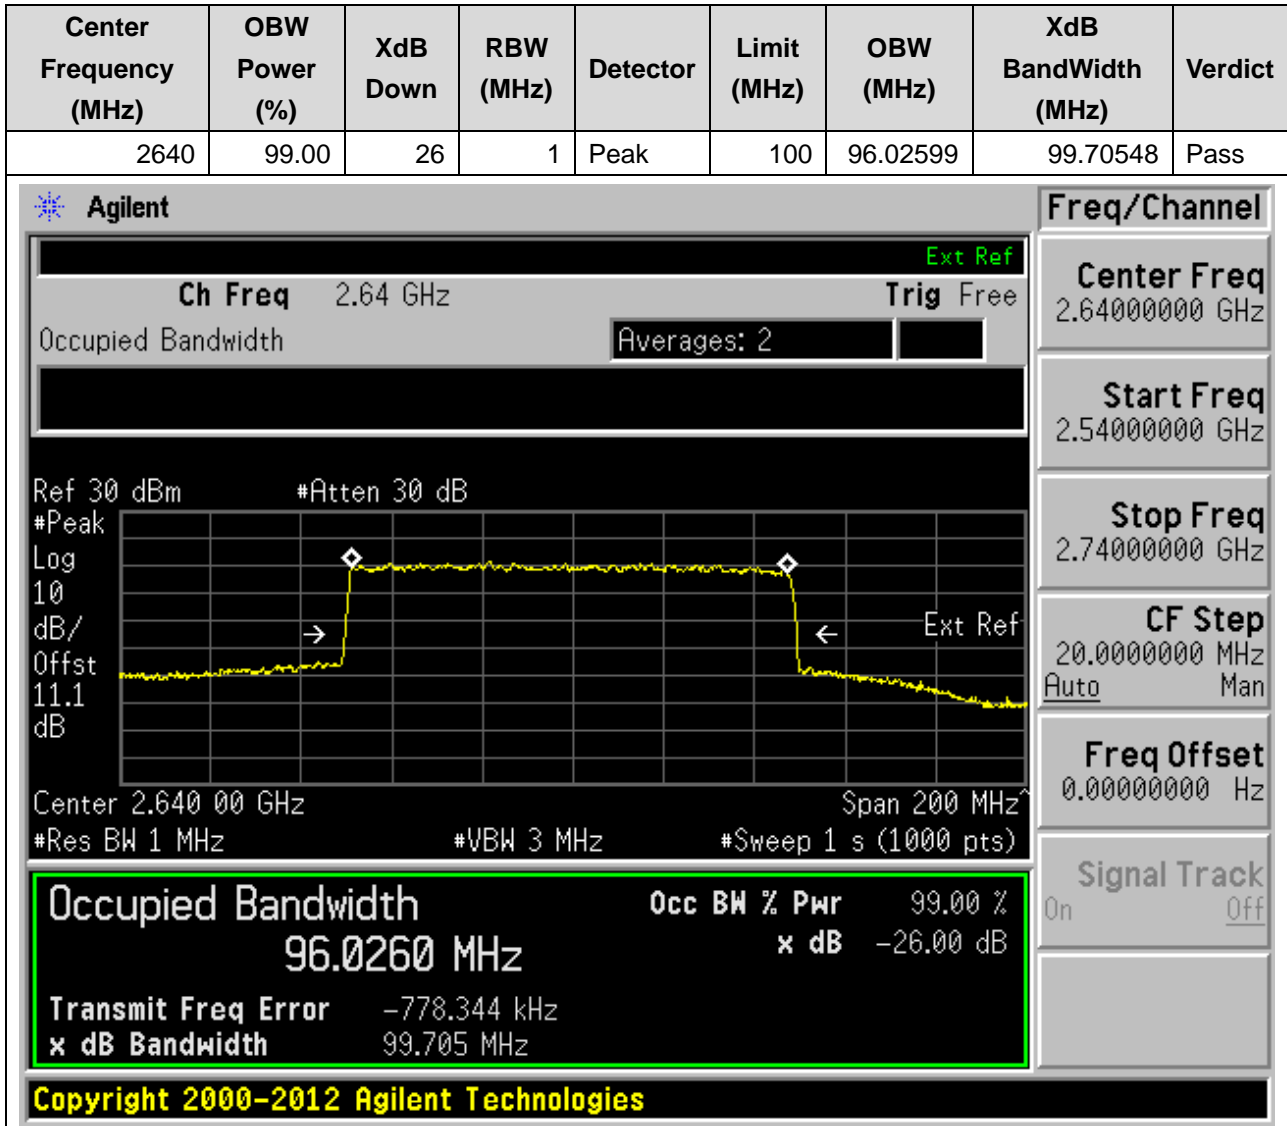 Center Frequency (MHz) OBW Power (%) XdB Down RBW (MHz) Detector Limit (MHz) OBW (MHz) XdB BandWidth (MHz) Verdict
2640 99.00 26 1 Peak 100 96.02599 99.70548 Pass
Agilent
Freq/Channel
Ext Ref
Ch Freq 2.64 GHz Trig Free
Occupied Bandwidth Averages: 2
Center Freq
2.64000000 GHz
Start Freq
2.54000000 GHz
Stop Freq
2.74000000 GHz
CF Step
20.0000000 MHz
Auto Man
Freq Offset
0.00000000 Hz
Signal Track
On Off
Ref 30 dBm #Atten 30 dB
#Peak
Log
10
dB/
Offst
11.1
dB
Ext Ref
Center 2.640 00 GHz Span 200 MHz^
#Res BW 1 MHz #VBW 3 MHz #Sweep 1 s (1000 pts)
Occupied Bandwidth
96.0260 MHz
Occ BW % Pwr 99.00 %
x dB -26.00 dB
Transmit Freq Error -778.344 kHz
x dB Bandwidth 99.705 MHz
Copyright 2000-2012 Agilent Technologies